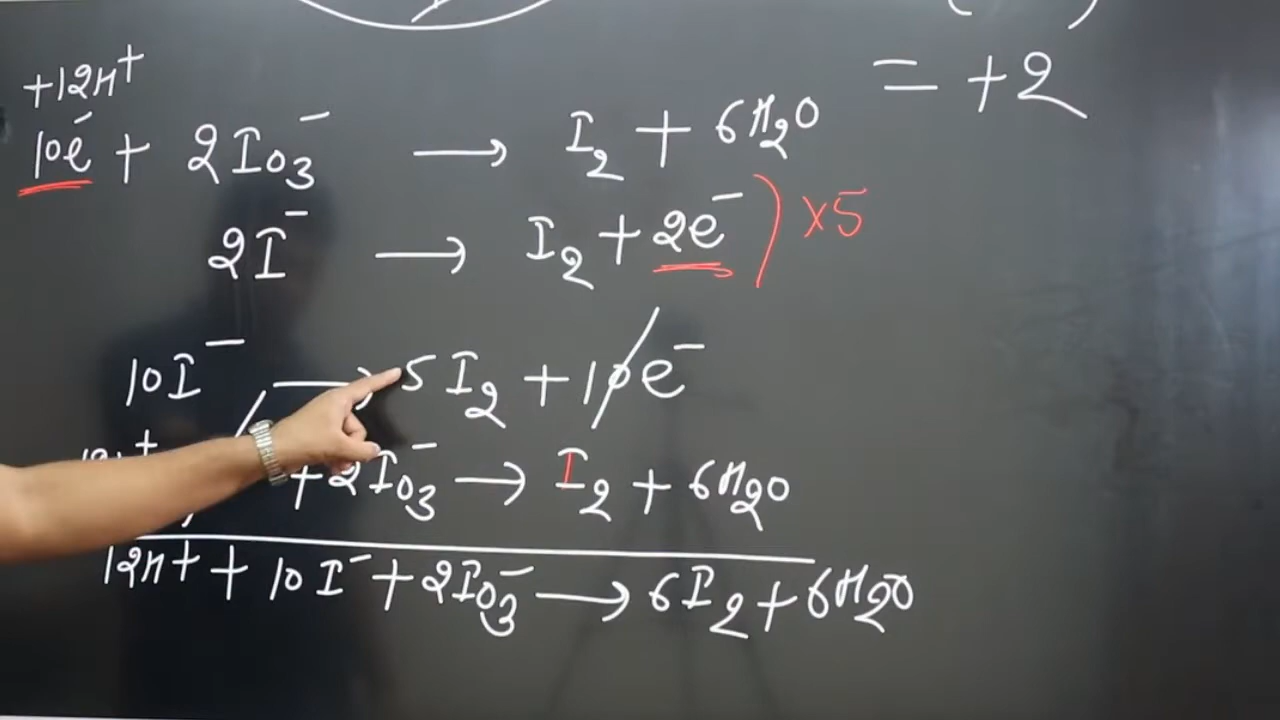 = +2
+12H⁺
10e⁻ + 2IO₃⁻ ⟶ I₂ + 6H₂O
2I⁻ ⟶ I₂ + 2e⁻ ) ×5
10I⁻ ⟶ 5I₂ + 10e⁻
+ 2IO₃⁻ ⟶ I₂ + 6H₂O
12H⁺ + 10I⁻ + 2IO₃⁻ ⟶ 6I₂ + 6H₂O